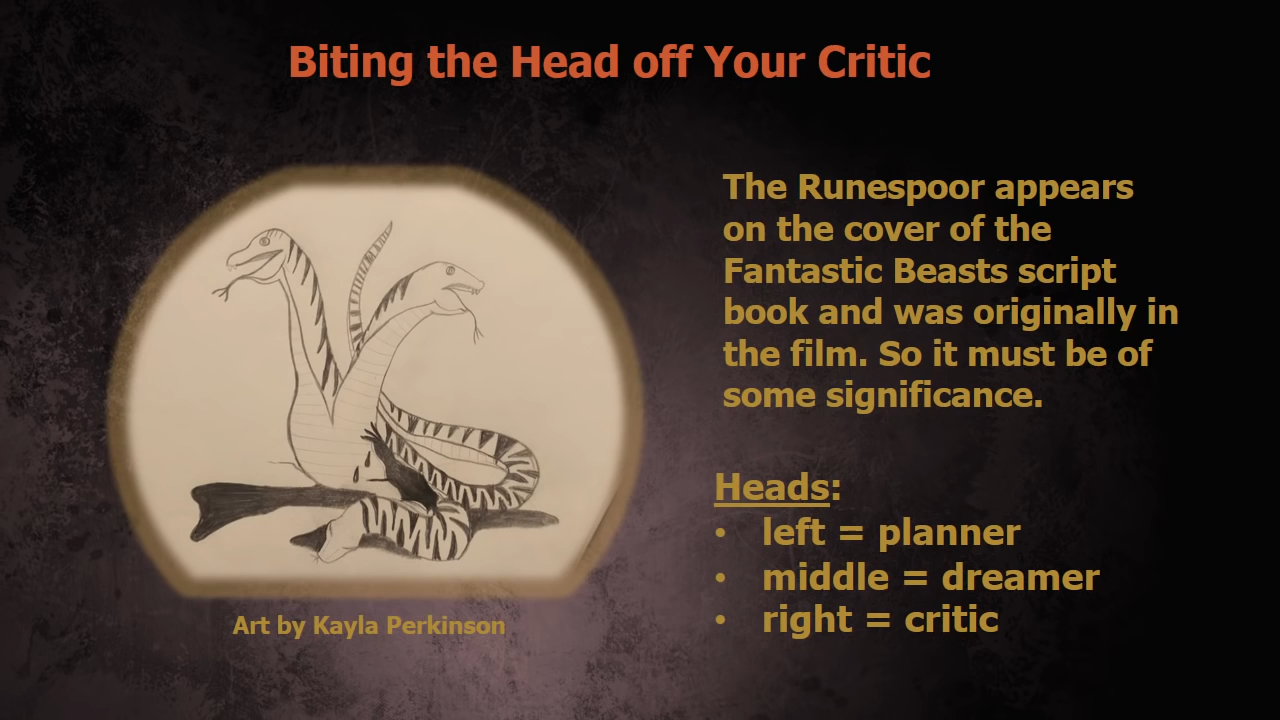 Biting the Head off Your Critic
The Runespoor appears
on the cover of the
Fantastic Beasts script
book and was originally in
the film. So it must be of
some significance.
Heads:
• left = planner
• middle = dreamer
• right = critic
Art by Kayla Perkinson